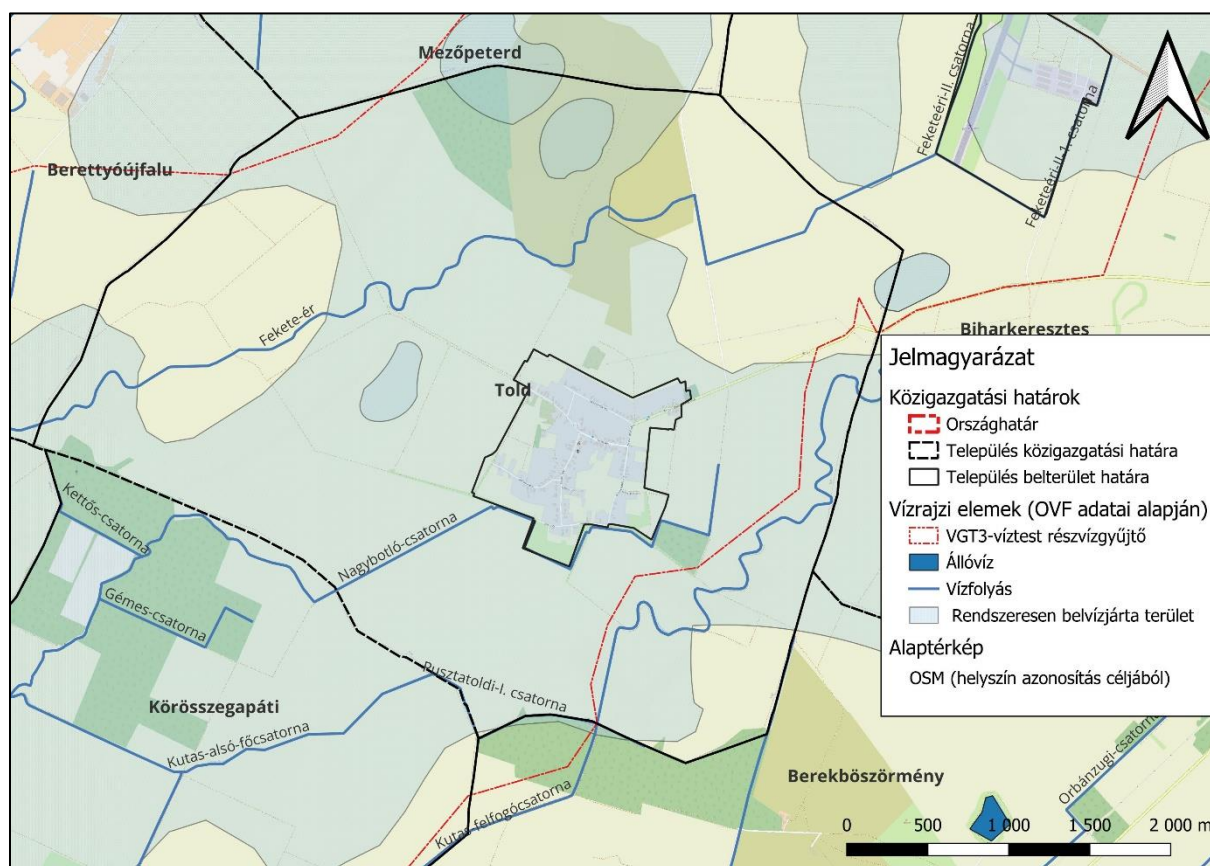 Mezőpeterd
Feketeéri-II. csatorna
Feketeéri-II-1. csatorna
Berettyóújfalu
Fekete-ér
Biharkeresztes
Told
Jelmagyarázat
Közigazgatási határok
Országhatár
Település közigazgatási határa
Település belterület határa
Vízrajzi elemek (OVF adatai alapján)
VGT3-víztest részvízgyűjtő
Állóvíz
Vízfolyás
Rendszeresen belvízjárta terület
Alaptérkép
OSM (helyszín azonosítás céljából)
Kettős-csatorna
Nagybotló-csatorna
Gémes-csatorna
Pusztatoldi-I. csatorna
Körösszegapáti
Kutas-alsó-főcsatorna
Orbánzugi-csatorna
Berekböszörmény
Kutas-felfogócsatorna
0 500 1 000 1 500 2 000 m